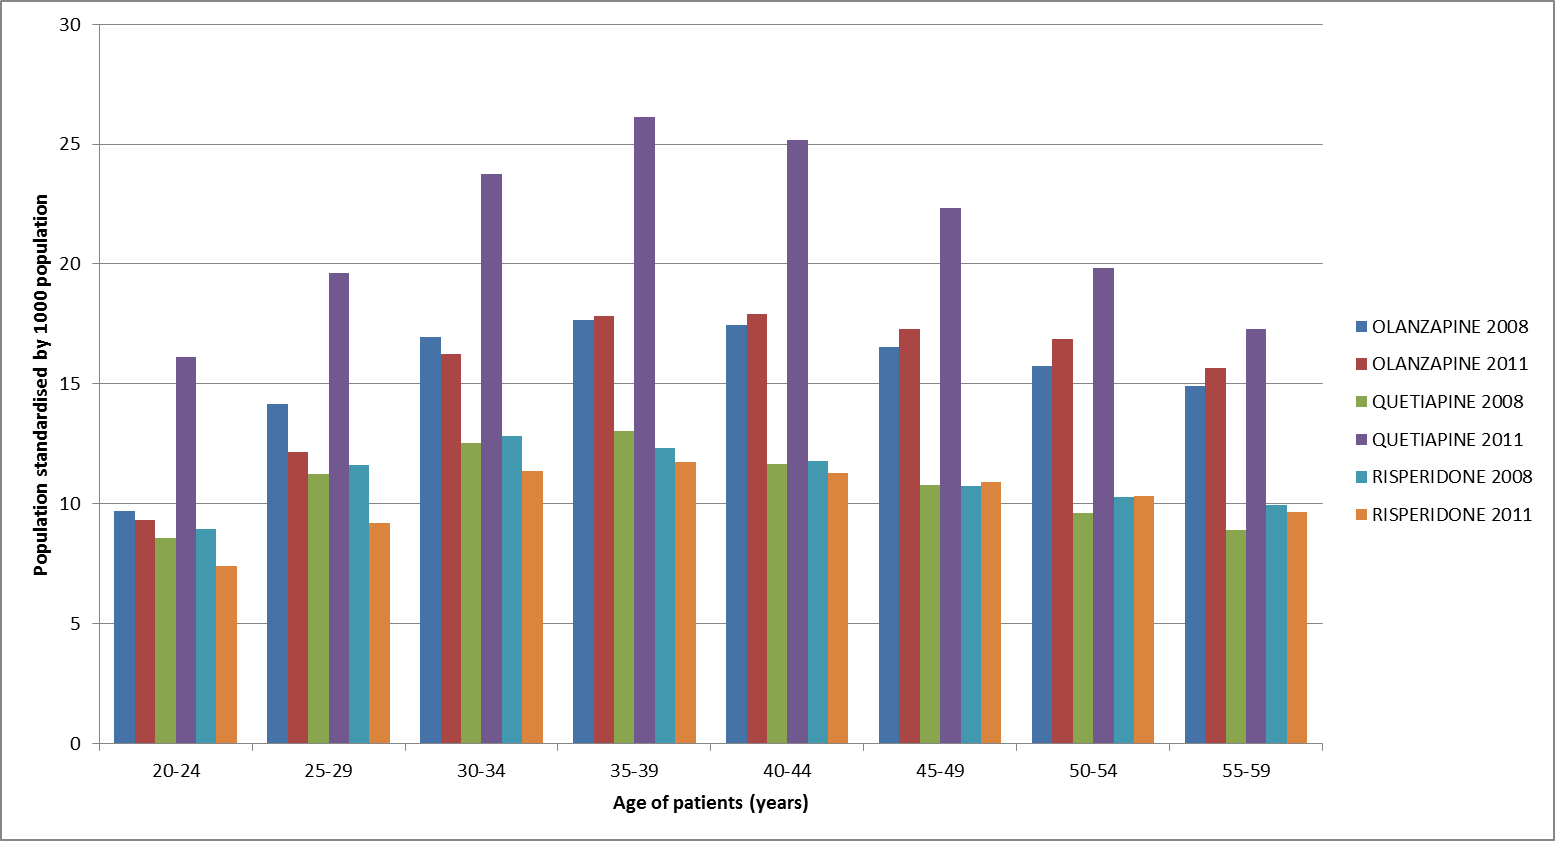 30
25
20
15
10
5
0
Population standardised by 1000 population
20-24 25-29 30-34 35-39 40-44 45-49 50-54 55-59
Age of patients (years)
OLANZAPINE 2008
OLANZAPINE 2011
QUETIAPINE 2008
QUETIAPINE 2011
RISPERIDONE 2008
RISPERIDONE 2011